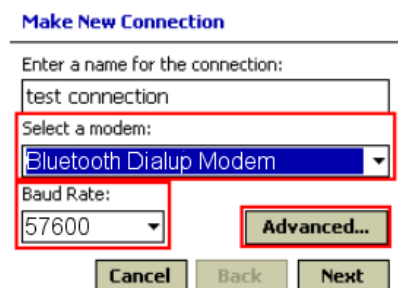 Make New Connection
Enter a name for the connection:
test connection
Select a modem:
Bluetooth Dialup Modem
Baud Rate:
57600
Advanced...
Cancel Back Next